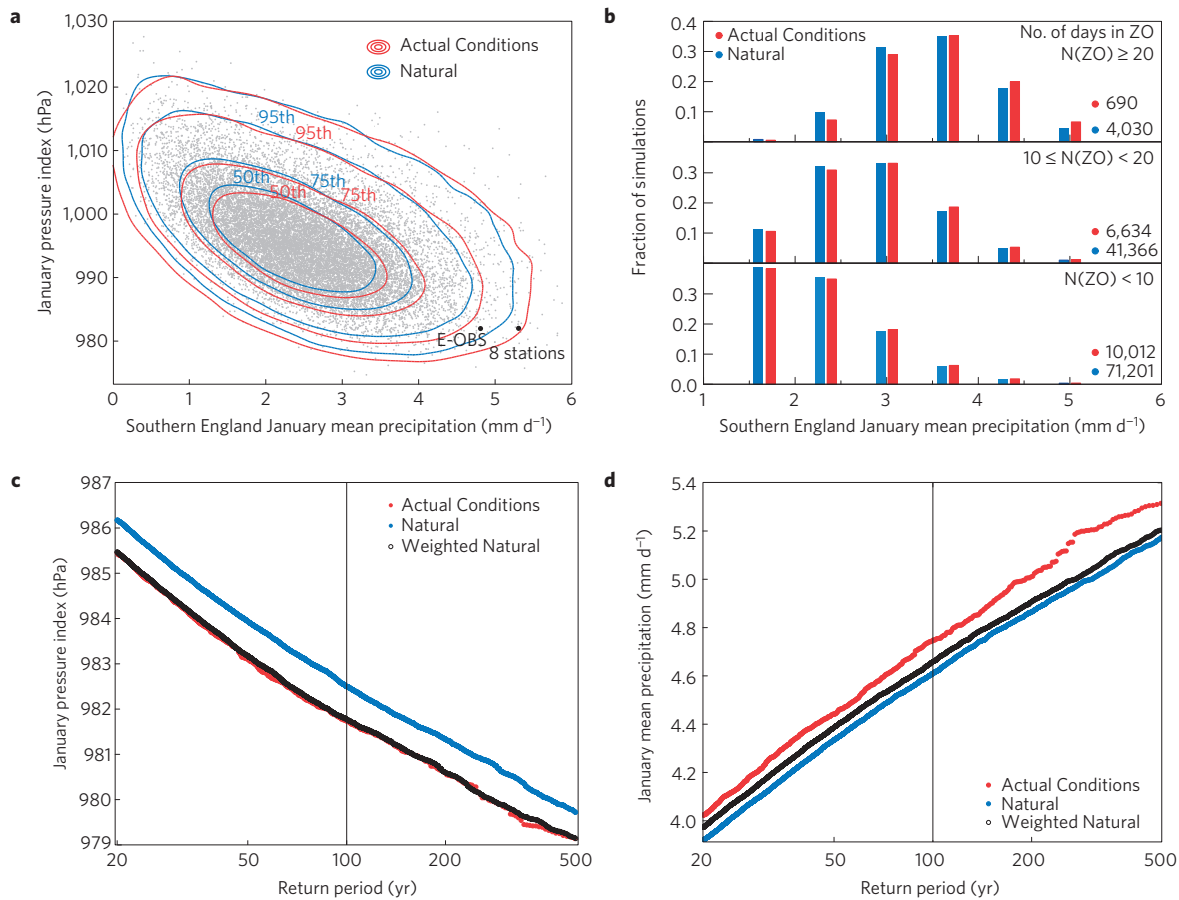 a
1,030
1,020
1,010
1,000
990
980
January pressure index (hPa)
Actual Conditions
Natural
95th
95th
50th
75th
50th
75th
E-OBS
8 stations
0
1
2
3
4
5
6
Southern England January mean precipitation (mm d⁻¹)
b
0.4
0.3
0.2
0.1
0.3
0.2
0.1
0.3
0.2
0.1
0.0
Fraction of simulations
Actual Conditions
Natural
No. of days in ZO
N(ZO) ≥ 20
690
4,030
10 ≤ N(ZO) < 20
6,634
41,366
N(ZO) < 10
10,012
71,201
1
2
3
4
5
6
Southern England January mean precipitation (mm d⁻¹)
c
987
986
985
984
983
982
981
980
979
January pressure index (hPa)
Actual Conditions
Natural
Weighted Natural
20
50
100
200
500
Return period (yr)
d
5.4
5.2
5.0
4.8
4.6
4.4
4.2
4.0
January mean precipitation (mm d⁻¹)
Actual Conditions
Natural
Weighted Natural
20
50
100
200
500
Return period (yr)